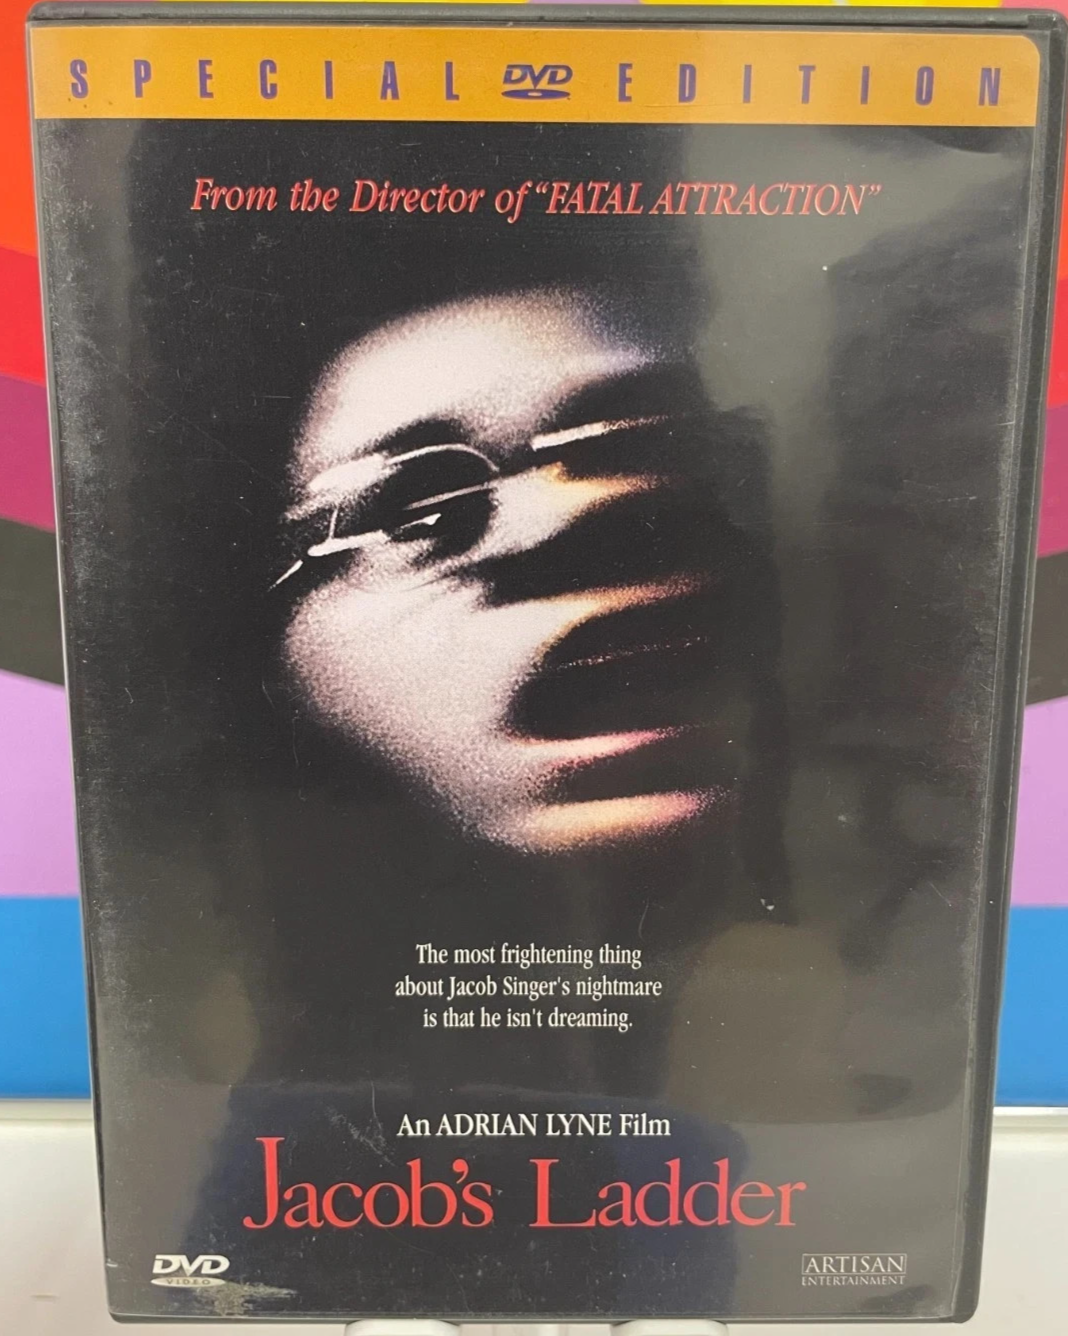 SPECIAL DVD EDITION
From the Director of “FATAL ATTRACTION”
The most frightening thing
about Jacob Singer's nightmare
is that he isn't dreaming.
An ADRIAN LYNE Film
Jacob's Ladder
DVD
VIDEO
ARTISAN
ENTERTAINMENT